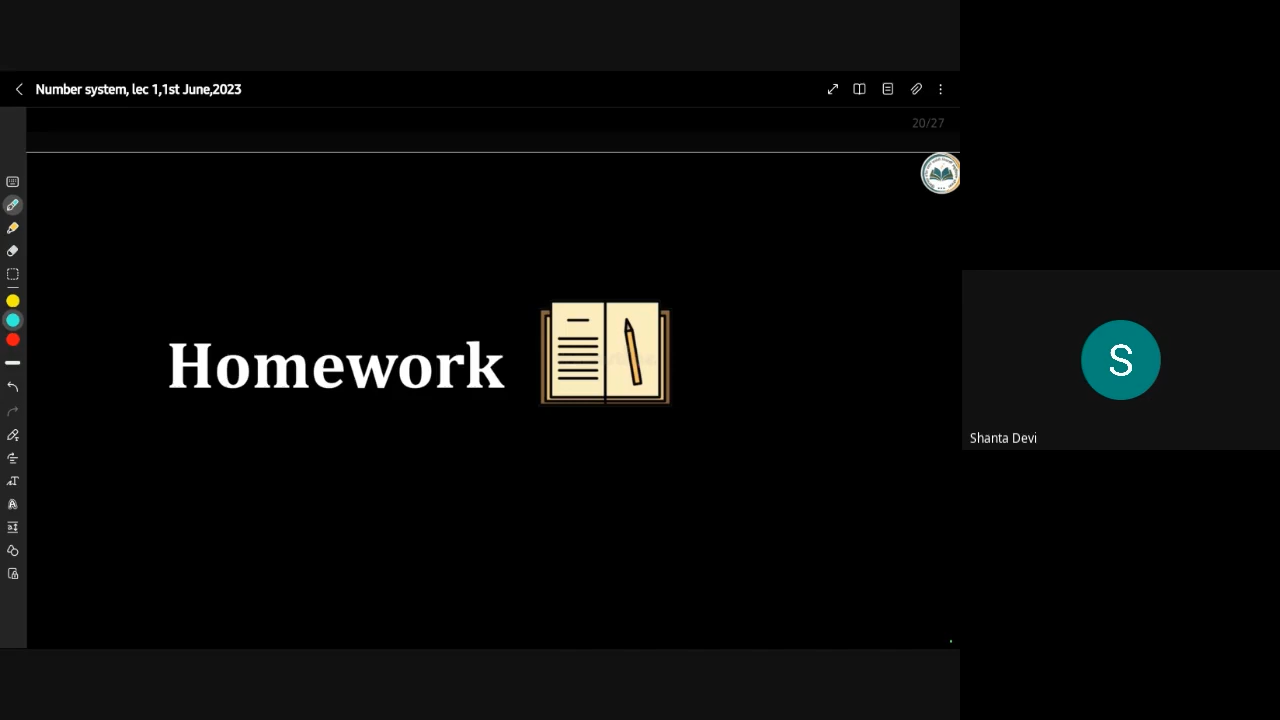 Number system, lec 1,1st June,2023
20/27
Homework
S
Shanta Devi